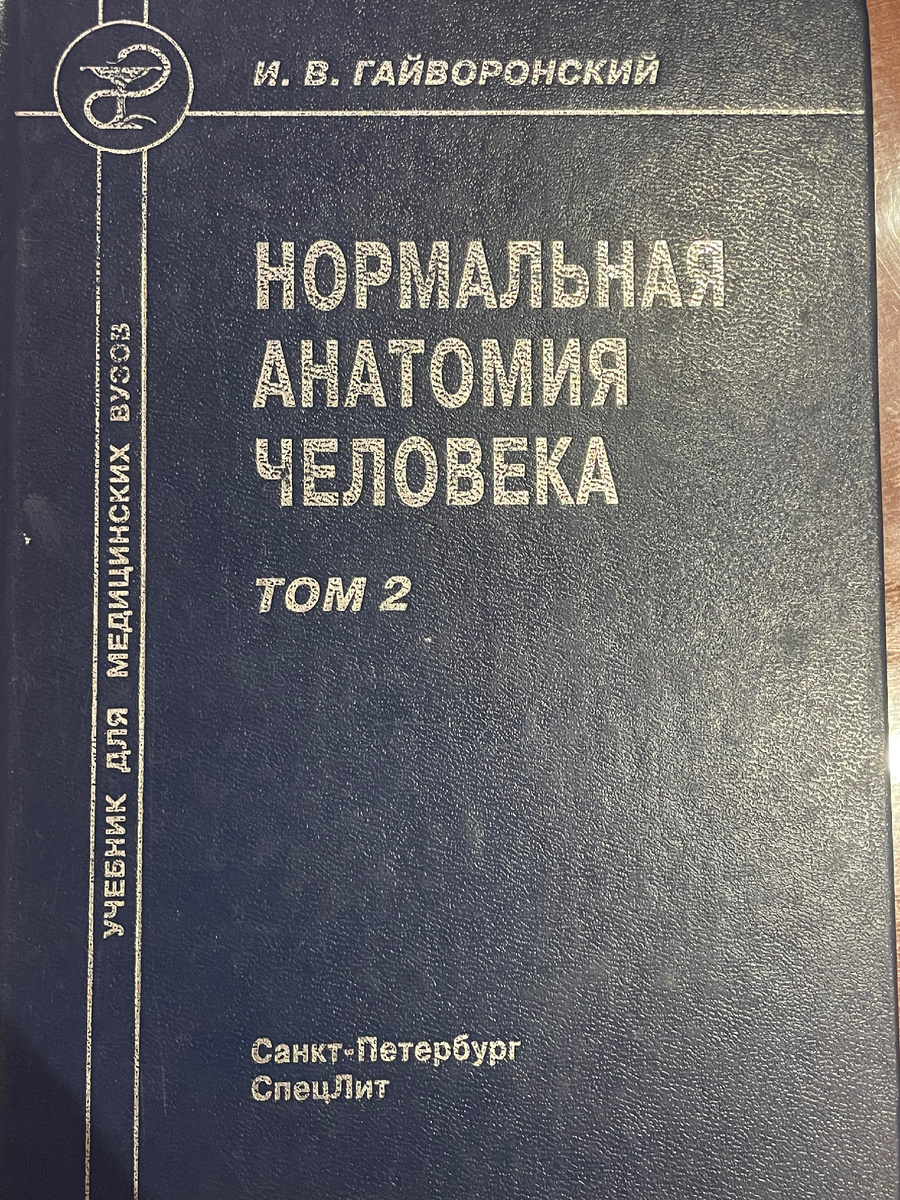 И. В. ГАЙВОРОНСКИЙ
НОРМАЛЬНАЯ
АНАТОМИЯ
ЧЕЛОВЕКА
ТОМ 2
УЧЕБНИК ДЛЯ МЕДИЦИНСКИХ ВУЗОВ
Санкт-Петербург
СпецЛит